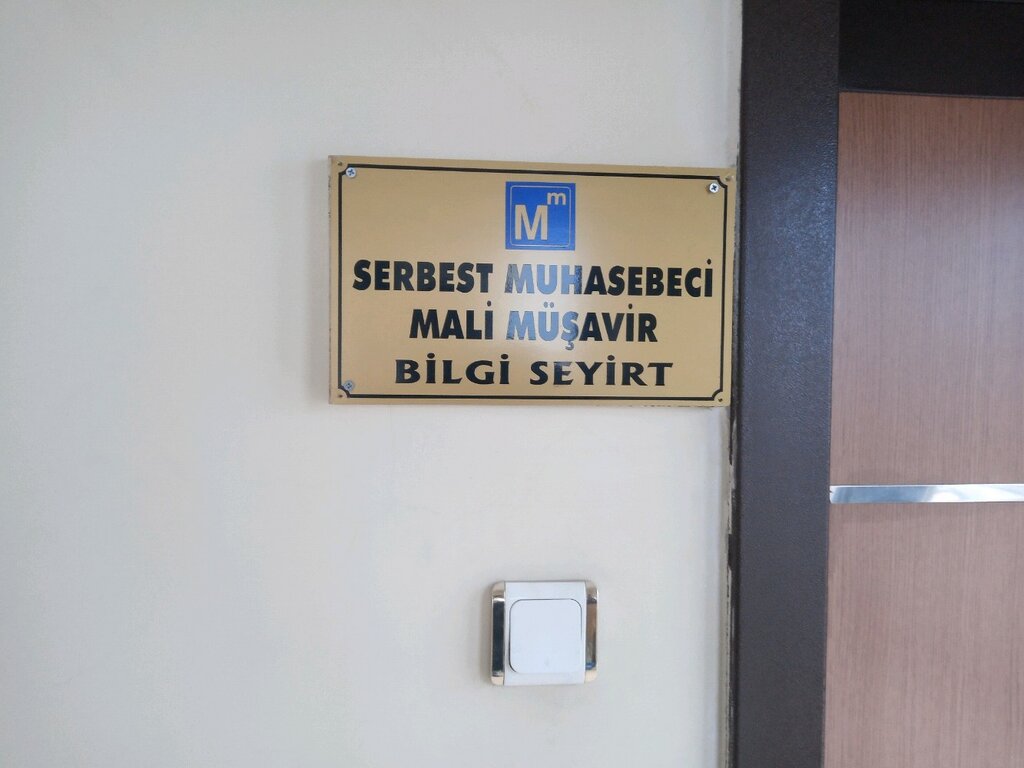 Mm
SERBEST MUHASEBECİ
MALİ MÜŞAVİR
BİLGİ SEYİRT